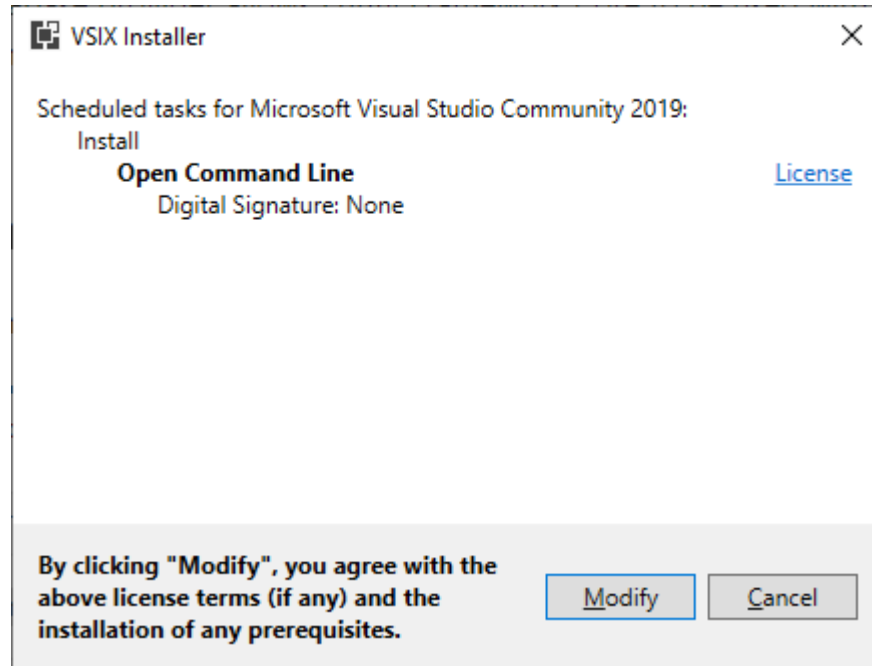 VSIX Installer
Scheduled tasks for Microsoft Visual Studio Community 2019:
Install
Open Command Line License
Digital Signature: None
By clicking "Modify", you agree with the
above license terms (if any) and the
installation of any prerequisites.
Modify Cancel